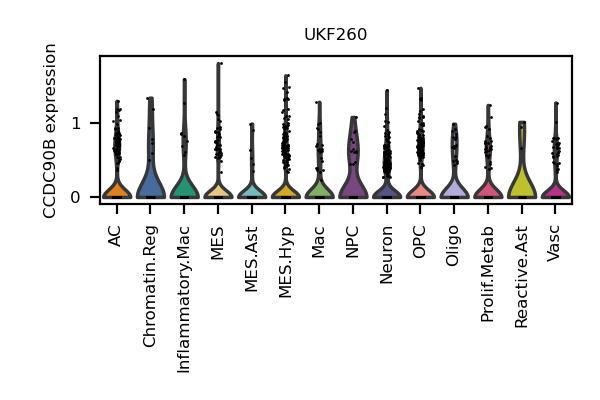 UKF260
CCDC90B expression
1
0
AC
Chromatin.Reg
Inflammatory.Mac
MES
MES.Ast
MES.Hyp
Mac
NPC
Neuron
OPC
Oligo
Prolif.Metab
Reactive.Ast
Vasc